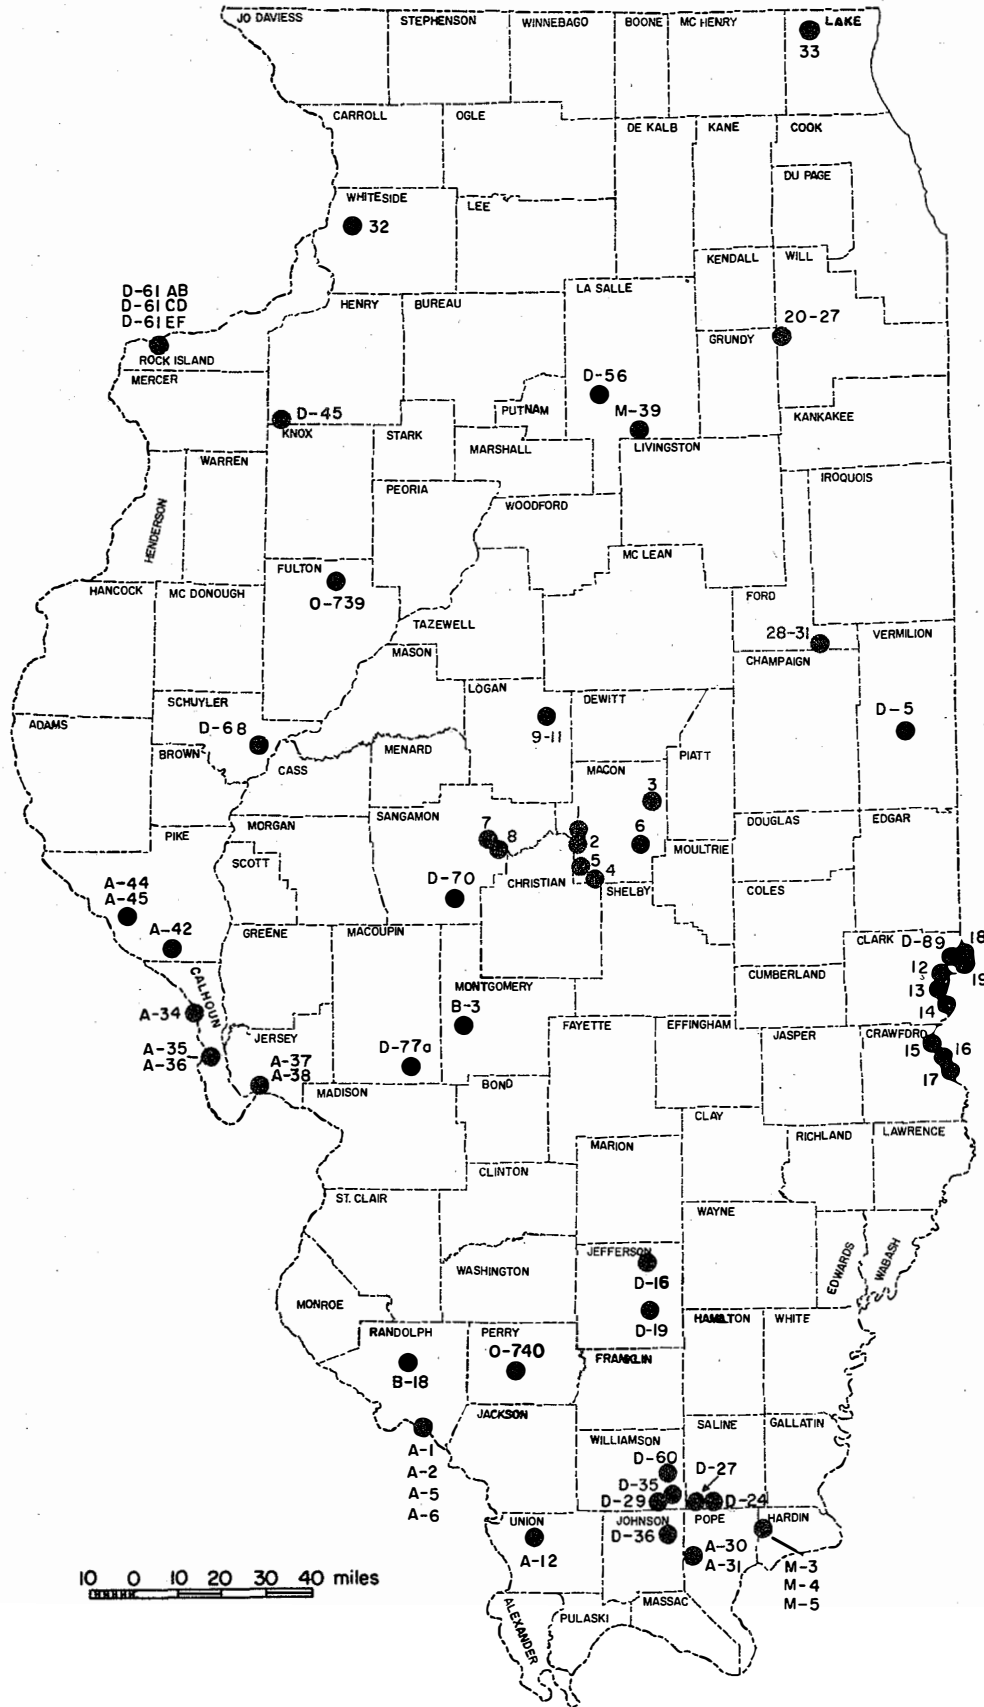 JO DAVIESS
STEPHENSON
WINNEBAGO
BOONE
MC HENRY
LAKE
33
CARROLL
OGLE
DE KALB
KANE
COOK
DU PAGE
WHITESIDE
32
LEE
KENDALL
WILL
D-61 AB
D-61 CD
D-61 EF
ROCK ISLAND
HENRY
BUREAU
LA SALLE
20-27
GRUNDY
MERCER
D-56
D-45
KNOX
PUTNAM
M-39
KANKAKEE
STARK
MARSHALL
LIVINGSTON
WARREN
IROQUOIS
PEORIA
WOODFORD
HENDERSON
MC LEAN
FULTON
O-739
HANCOCK
MC DONOUGH
FORD
TAZEWELL
28-31
VERMILION
MASON
CHAMPAIGN
LOGAN
9-11
DEWITT
SCHUYLER
D-68
D-5
ADAMS
BROWN
CASS
MENARD
PIATT
MACON
3
SANGAMON
MORGAN
DOUGLAS
EDGAR
PIKE
7
8
2
6
MOULTRIE
SCOTT
5
4
CHRISTIAN
SHELBY
COLES
A-44
A-45
D-70
A-42
GREENE
MACOUPIN
CLARK
D-89
18
19
12
13
14
CUMBERLAND
CALHOUN
MONTGOMERY
B-3
A-34
FAYETTE
EFFINGHAM
JASPER
CRAWFORD
15
16
17
JERSEY
A-35
A-36
A-37
A-38
D-77a
MADISON
BOND
CLAY
RICHLAND
LAWRENCE
MARION
CLINTON
ST. CLAIR
WAYNE
EDWARDS
WABASH
JEFFERSON
D-16
WASHINGTON
MONROE
D-19
HAMILTON
WHITE
RANDOLPH
B-18
PERRY
O-740
FRANKLIN
JACKSON
SALINE
GALLATIN
A-1
A-2
A-5
A-6
WILLIAMSON
D-60
D-27
D-35
D-29
D-24
UNION
A-12
JOHNSON
D-36
POPE
A-30
A-31
HARDIN
M-3
M-4
M-5
10 0 10 20 30 40 miles
ALEXANDER
PULASKI
MASSAC